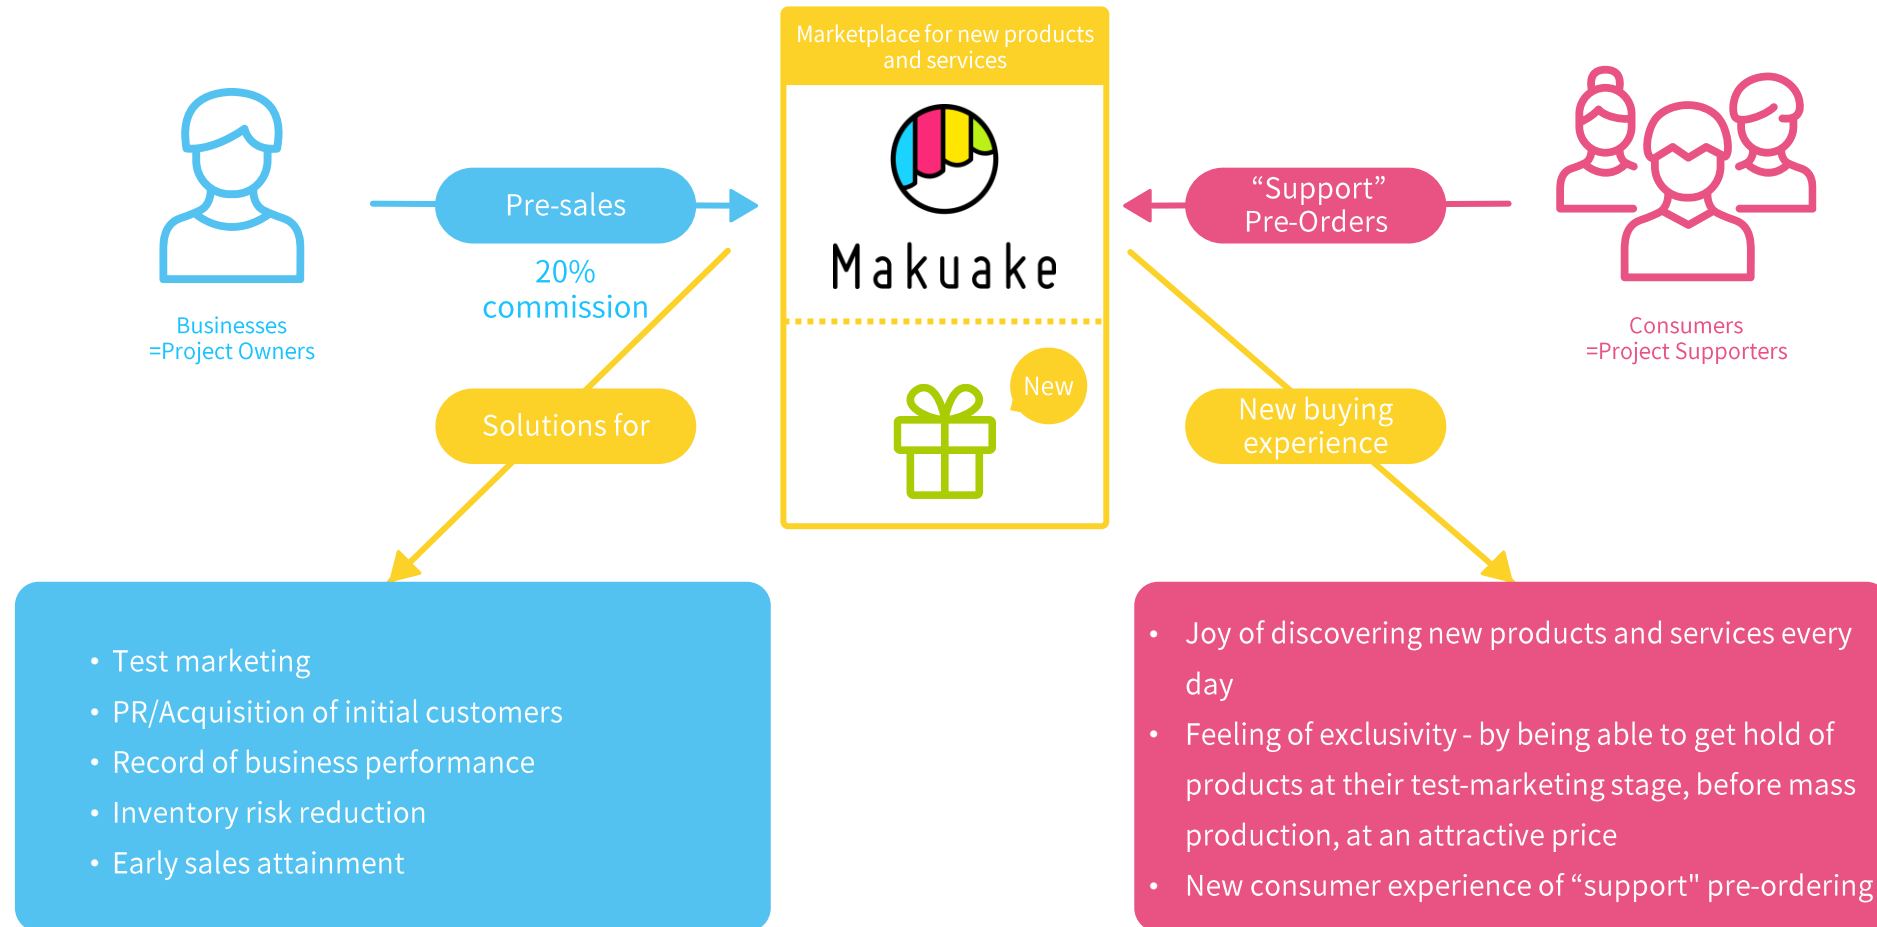 Marketplace for new products
and services
Makuake
New
Pre-sales
20%
commission
Businesses
=Project Owners
“Support”
Pre-Orders
Consumers
=Project Supporters
Solutions for
New buying
experience
• Test marketing
• PR/Acquisition of initial customers
• Record of business performance
• Inventory risk reduction
• Early sales attainment
• Joy of discovering new products and services every
day
• Feeling of exclusivity - by being able to get hold of
products at their test-marketing stage, before mass
production, at an attractive price
• New consumer experience of “support" pre-ordering